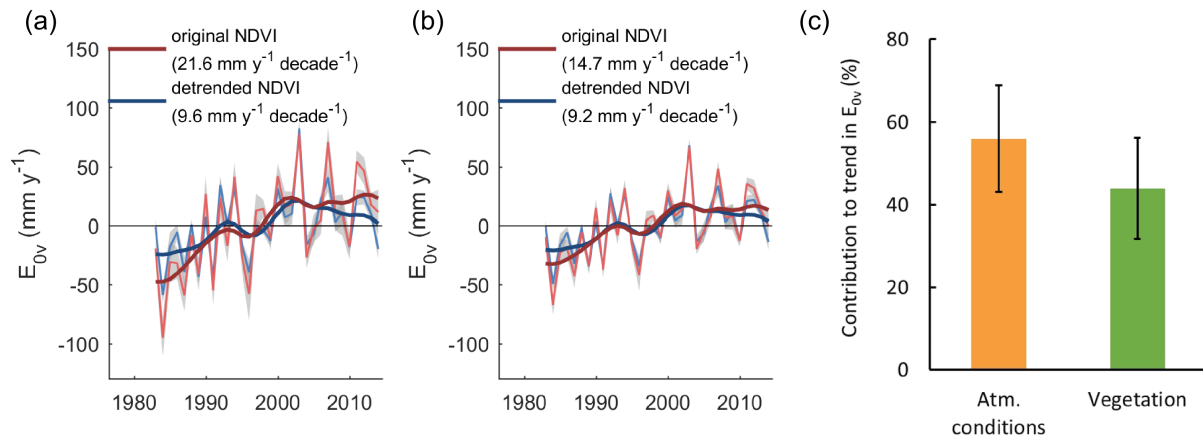 (a)
original NDVI
(21.6 mm y⁻¹ decade⁻¹)
detrended NDVI
(9.6 mm y⁻¹ decade⁻¹)
E₀ᵥ (mm y⁻¹)
150
100
50
0
-50
-100
1980 1990 2000 2010
(b)
original NDVI
(14.7 mm y⁻¹ decade⁻¹)
detrended NDVI
(9.2 mm y⁻¹ decade⁻¹)
E₀ᵥ (mm y⁻¹)
150
100
50
0
-50
-100
1980 1990 2000 2010
(c)
Contribution to trend in E₀ᵥ (%)
80
60
40
20
0
Atm.
conditions
Vegetation